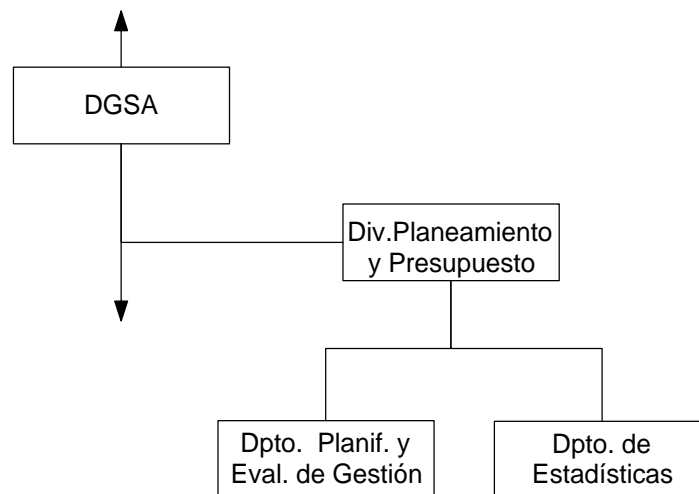 DGSA
Div.Planeamiento
y Presupuesto
Dpto. Planif. y
Eval. de Gestión
Dpto. de
Estadísticas